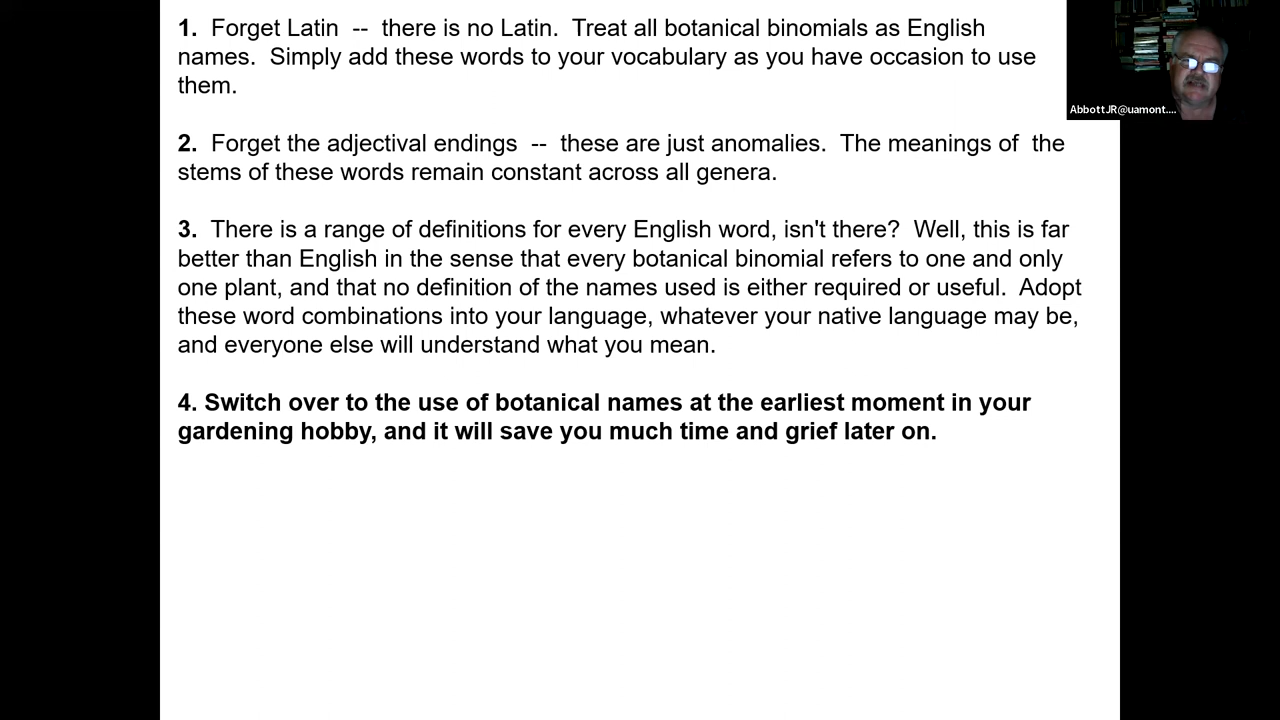 1. Forget Latin -- there is no Latin. Treat all botanical binomials as English
names. Simply add these words to your vocabulary as you have occasion to use
them.
2. Forget the adjectival endings -- these are just anomalies. The meanings of the
stems of these words remain constant across all genera.
3. There is a range of definitions for every English word, isn't there? Well, this is far
better than English in the sense that every botanical binomial refers to one and only
one plant, and that no definition of the names used is either required or useful. Adopt
these word combinations into your language, whatever your native language may be,
and everyone else will understand what you mean.
4. Switch over to the use of botanical names at the earliest moment in your
gardening hobby, and it will save you much time and grief later on.
AbbottJR@uamont....